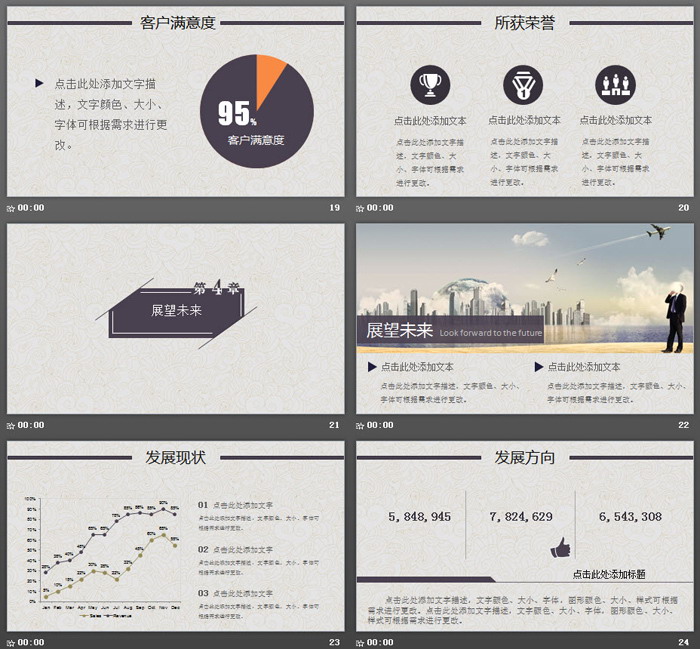 客户满意度
点击此处添加文字描
述，文字颜色、大小、
字体可根据需求进行更
改。
95%
客户满意度
00:00
19
所获荣誉
点击此处添加文本
点击此处添加文字描
述，文字颜色、大
小、字体可根据需求
进行更改。
点击此处添加文本
点击此处添加文字描
述，文字颜色、大
小、字体可根据需求
进行更改。
点击此处添加文本
点击此处添加文字描
述，文字颜色、大
小、字体可根据需求
进行更改。
00:00
20
第4章
展望未来
00:00
21
展望未来 Look forward to the future
点击此处添加文本
点击此处添加文字描述，文字颜色、大小、
字体可根据需求进行更改。
点击此处添加文本
点击此处添加文字描述，文字颜色、大小、
字体可根据需求进行更改。
00:00
22
发展现状
100%
90%
80%
70%
60%
50%
40%
30%
20%
10%
0%
Jan Feb Mar Apr May Jun Jul Aug Sep Oct Nov Dec
Sales Revenue
01 点击此处添加文字
点击此处添加文字描述，文字颜色、大小、字体可
根据需求进行更改。
02 点击此处添加文字
点击此处添加文字描述，文字颜色、大小、字体可
根据需求进行更改。
03 点击此处添加文字
点击此处添加文字描述，文字颜色、大小、字体可
根据需求进行更改。
00:00
23
发展方向
5,848,945
7,824,629
6,543,308
点击此处添加标题
点击此处添加文字描述，文字颜色、大小、字体，图形颜色、大小、样式可根据
需求进行更改。点击此处添加文字描述，文字颜色、大小、字体，图形颜色、大小、
样式可根据需求进行更改。
00:00
24